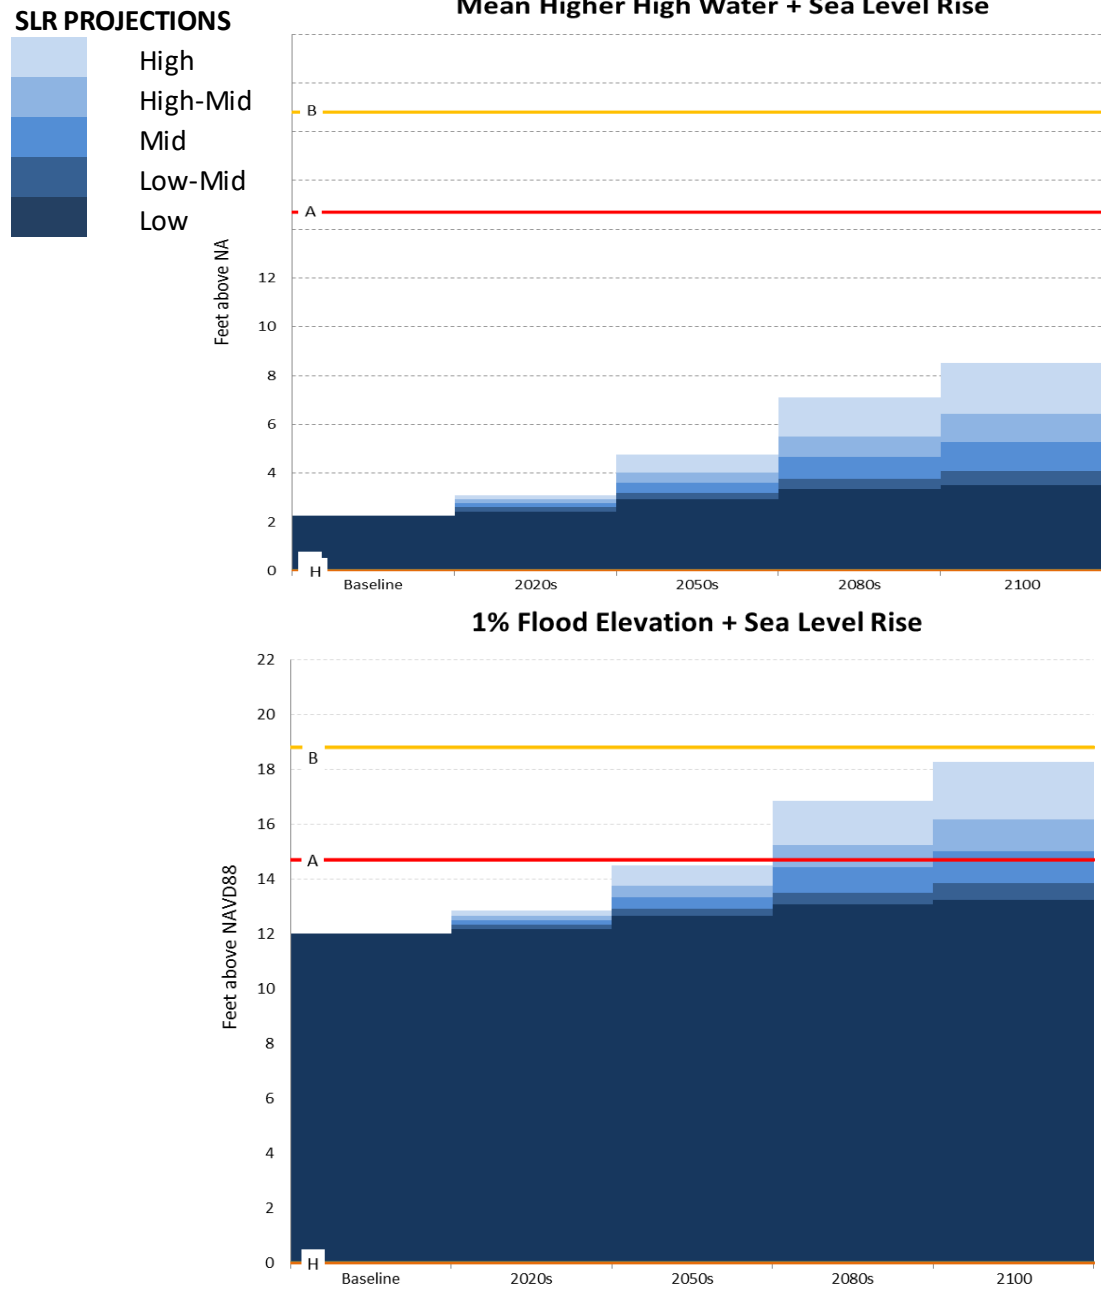 Mean Higher High Water + Sea Level Rise
SLR PROJECTIONS
High
High-Mid
Mid
Low-Mid
Low
B
A
Feet above NA
12
10
8
6
4
2
0
H
Baseline 2020s 2050s 2080s 2100
1% Flood Elevation + Sea Level Rise
22
20
18
16
14
12
10
8
6
4
2
0
B
A
H
Feet above NAVD88
Baseline 2020s 2050s 2080s 2100